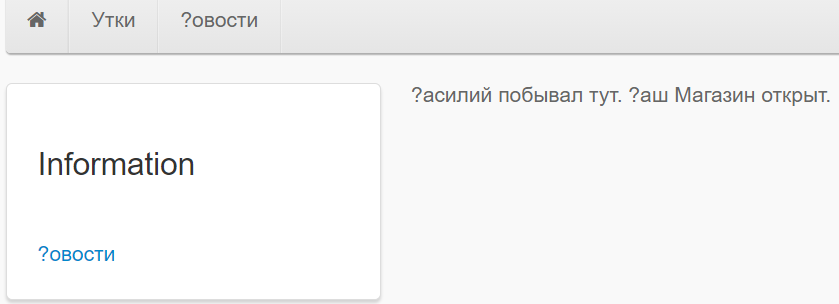 Утки ?овости
?асилий побывал тут. ?аш Магазин открыт.
Information
?овости